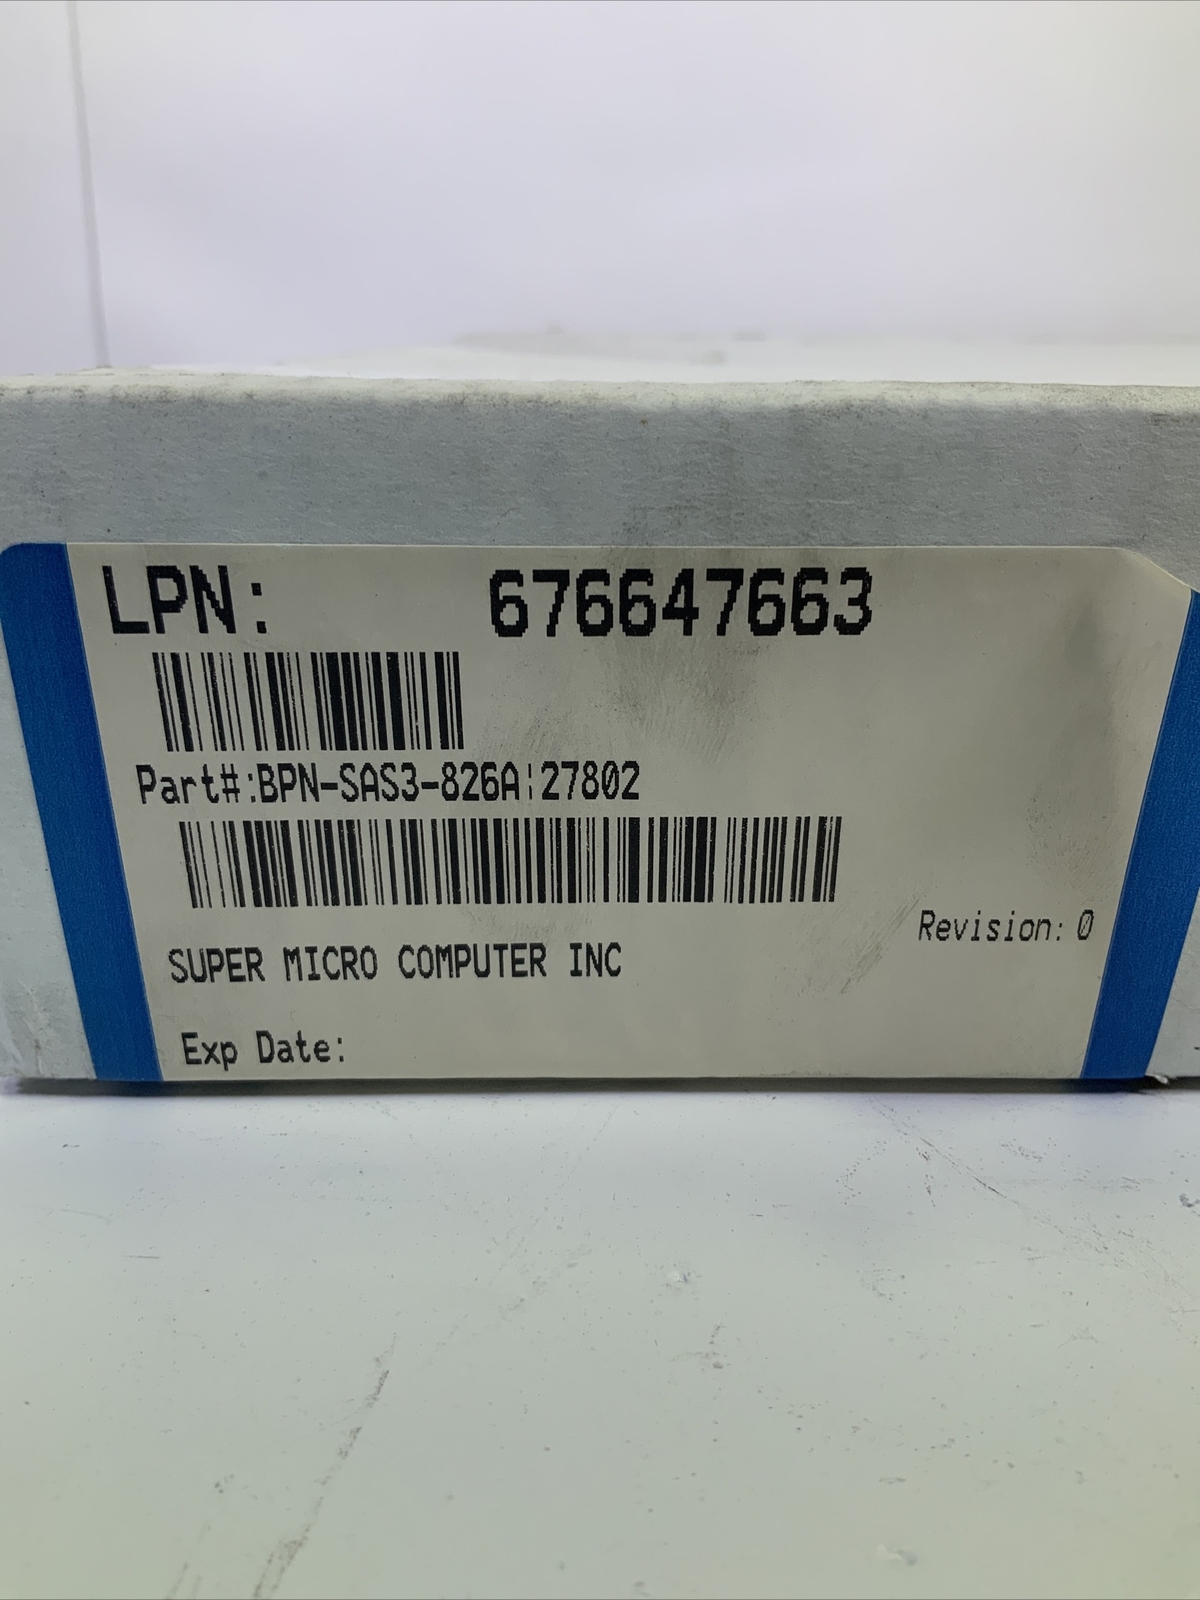 LPN: 676647663
Part#:BPN-SAS3-826A¦27802
Revision: 0
SUPER MICRO COMPUTER INC
Exp Date: